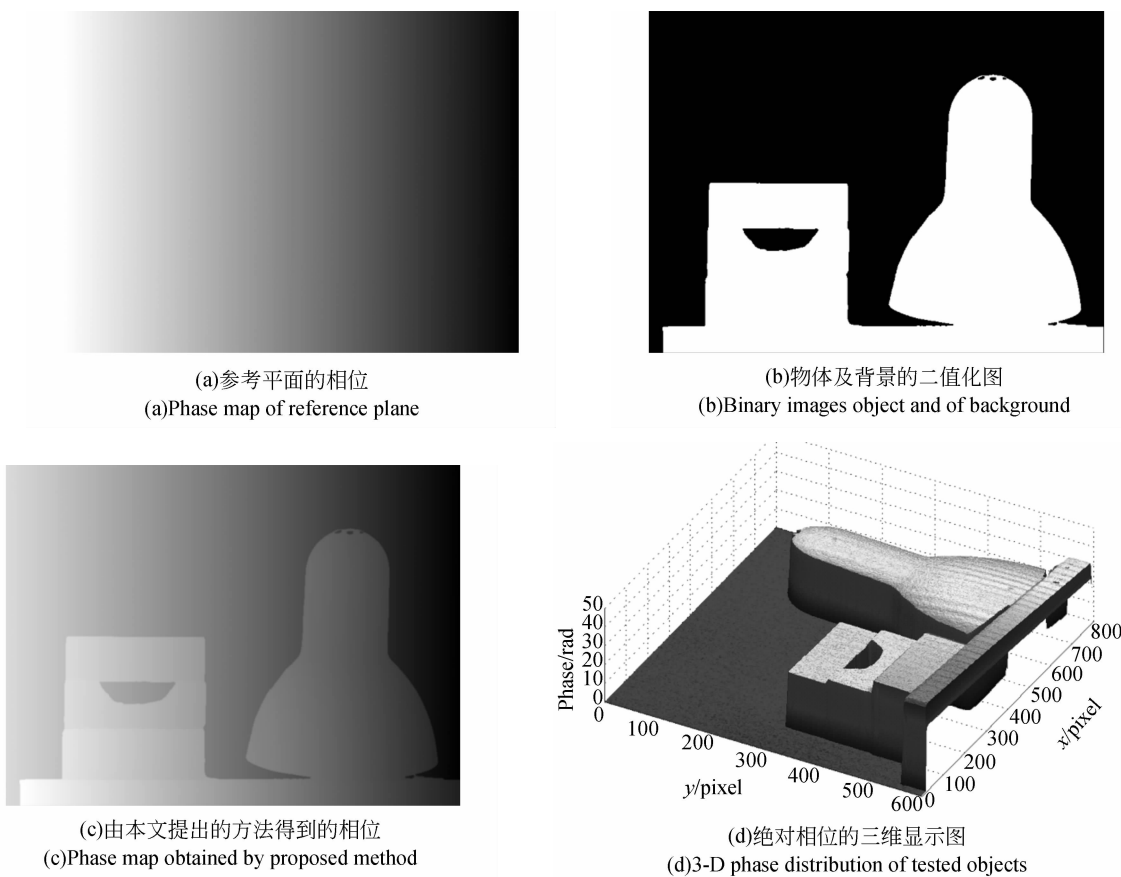 (a)参考平面的相位
(a)Phase map of reference plane
(b)物体及背景的二值化图
(b)Binary images object and of background
(c)由本文提出的方法得到的相位
(c)Phase map obtained by proposed method
50
40
30
20
10
0
Phase/rad
0
100
200
300
400
500
600
y/pixel
0
100
200
300
400
500
600
700
800
x/pixel
(d)绝对相位的三维显示图
(d)3-D phase distribution of tested objects